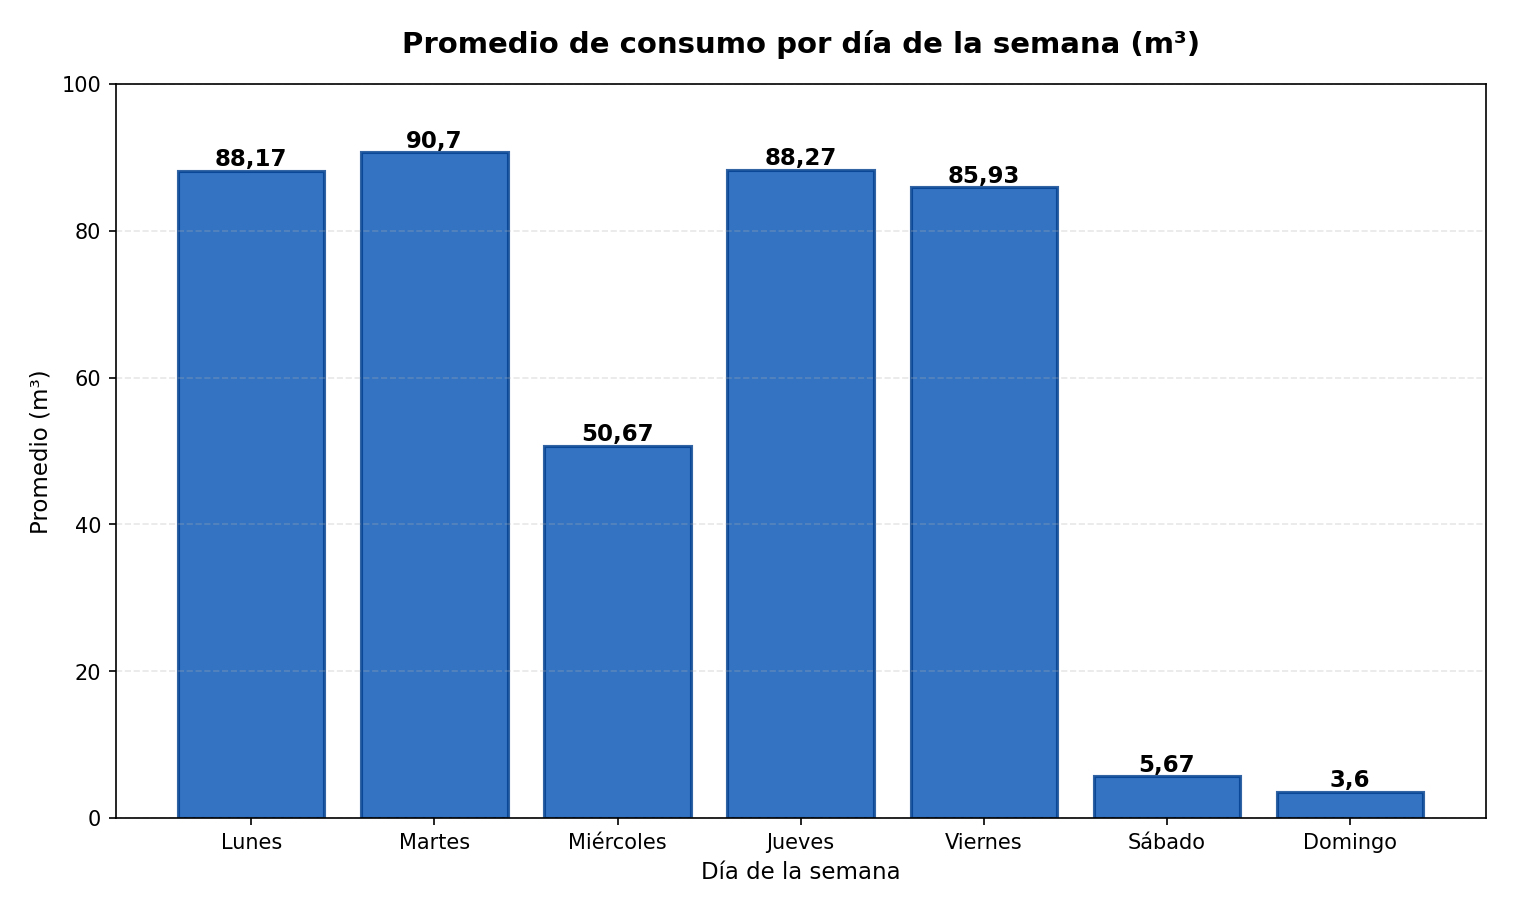 Promedio de consumo por día de la semana (m³)
100
80
60
40
20
0
Promedio (m³)
88,17
90,7
50,67
88,27
85,93
5,67
3,6
Lunes
Martes
Miércoles
Jueves
Viernes
Sábado
Domingo
Día de la semana